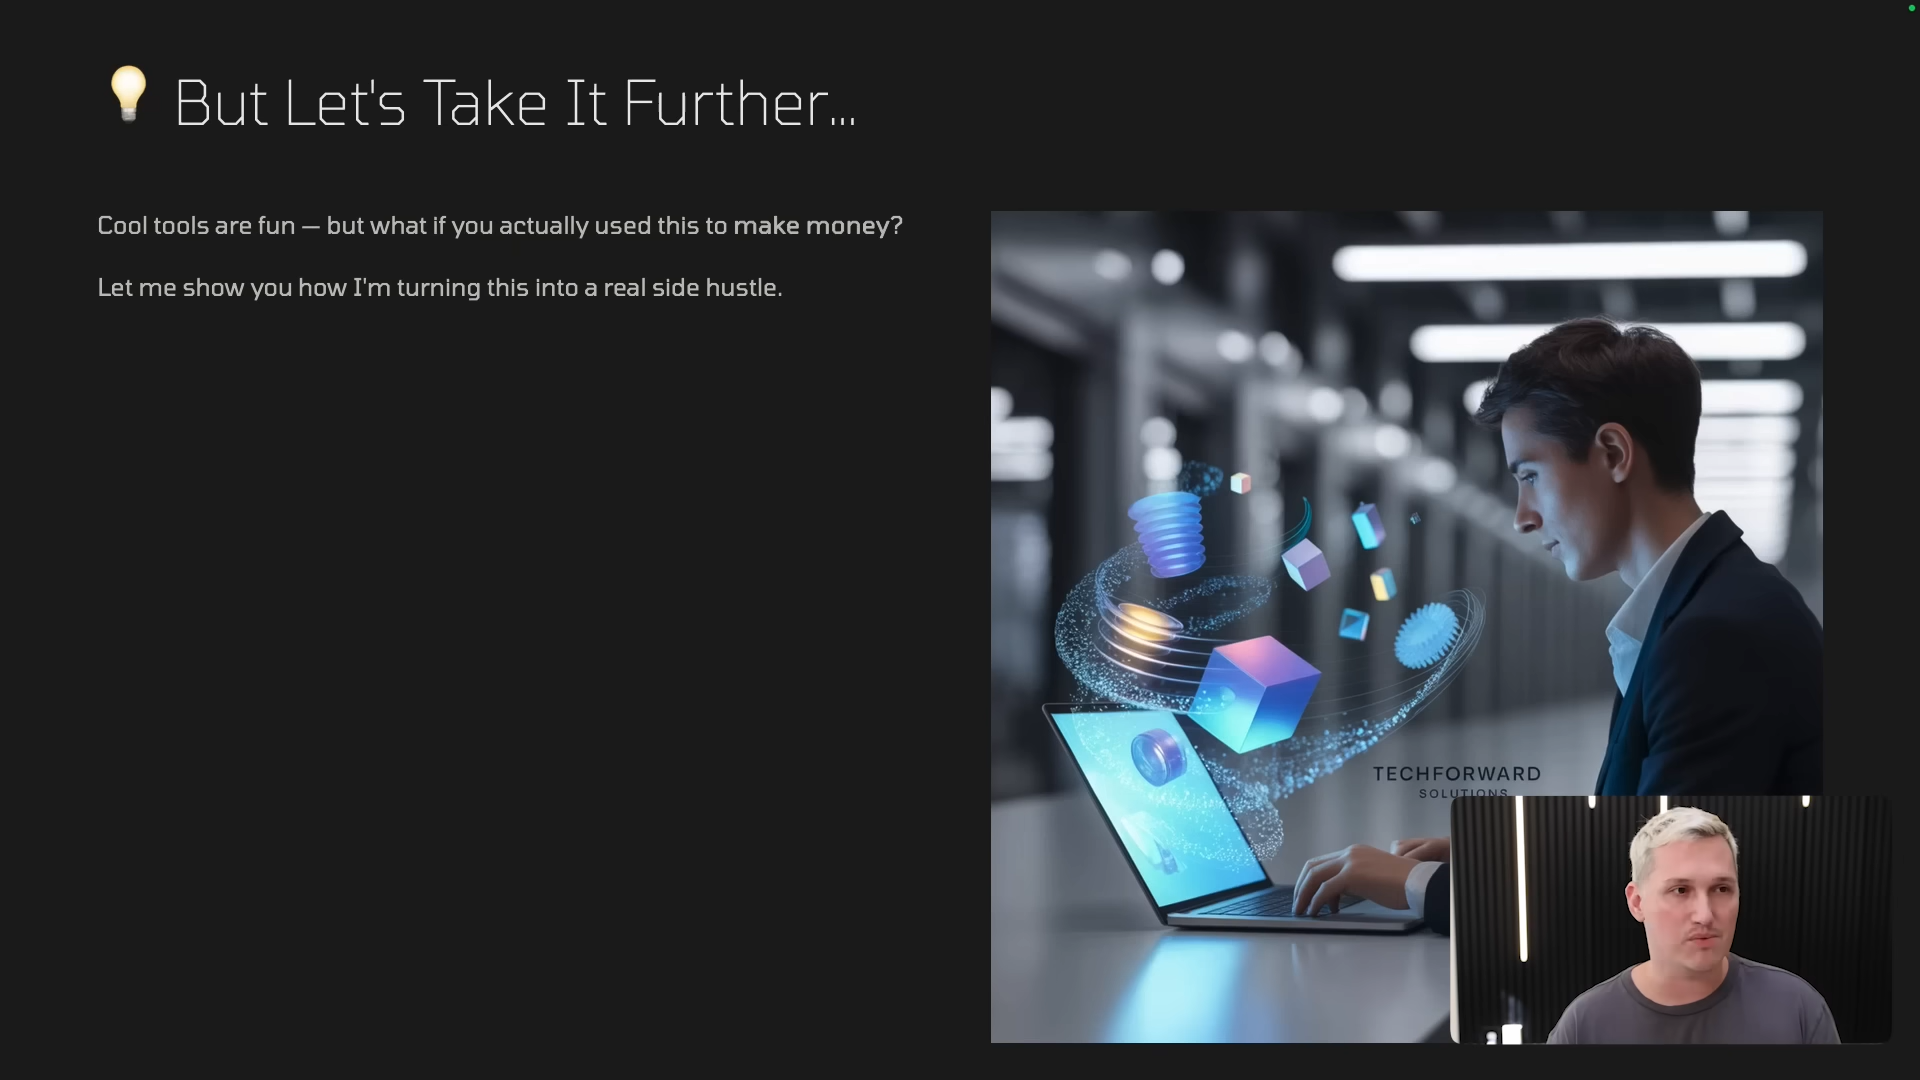 But Let's Take It Further...
Cool tools are fun — but what if you actually used this to make money?
Let me show you how I'm turning this into a real side hustle.
TECHFORWARD
SOLUTIONS